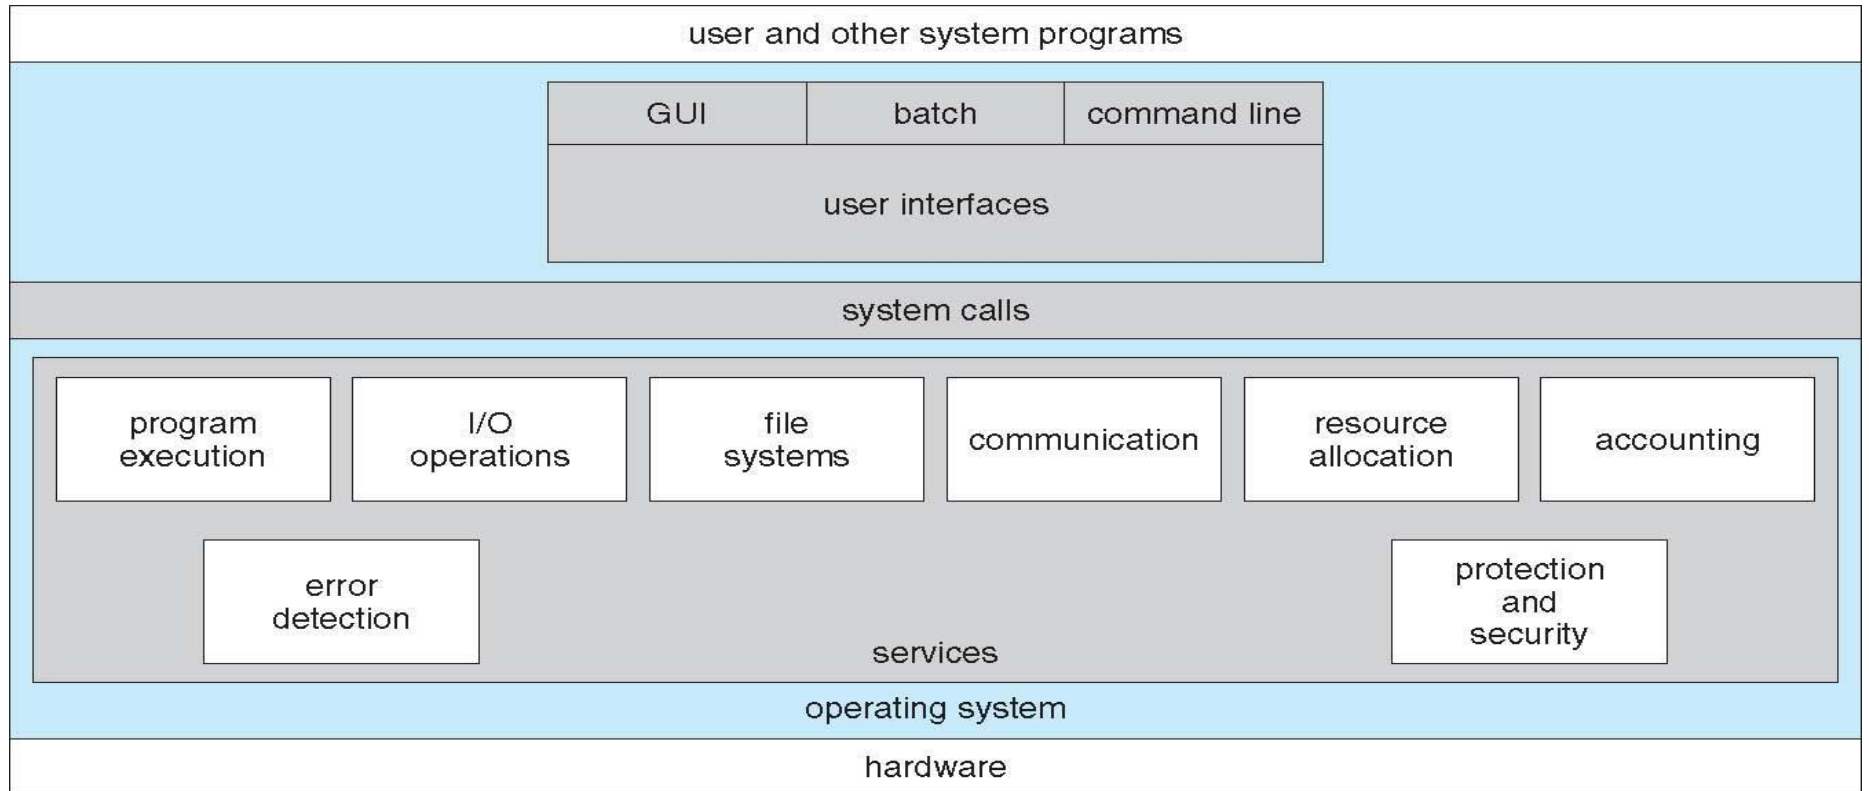 user and other system programs
GUI
batch
command line
user interfaces
system calls
program
execution
I/O
operations
file
systems
communication
resource
allocation
accounting
error
detection
protection
and
security
services
operating system
hardware